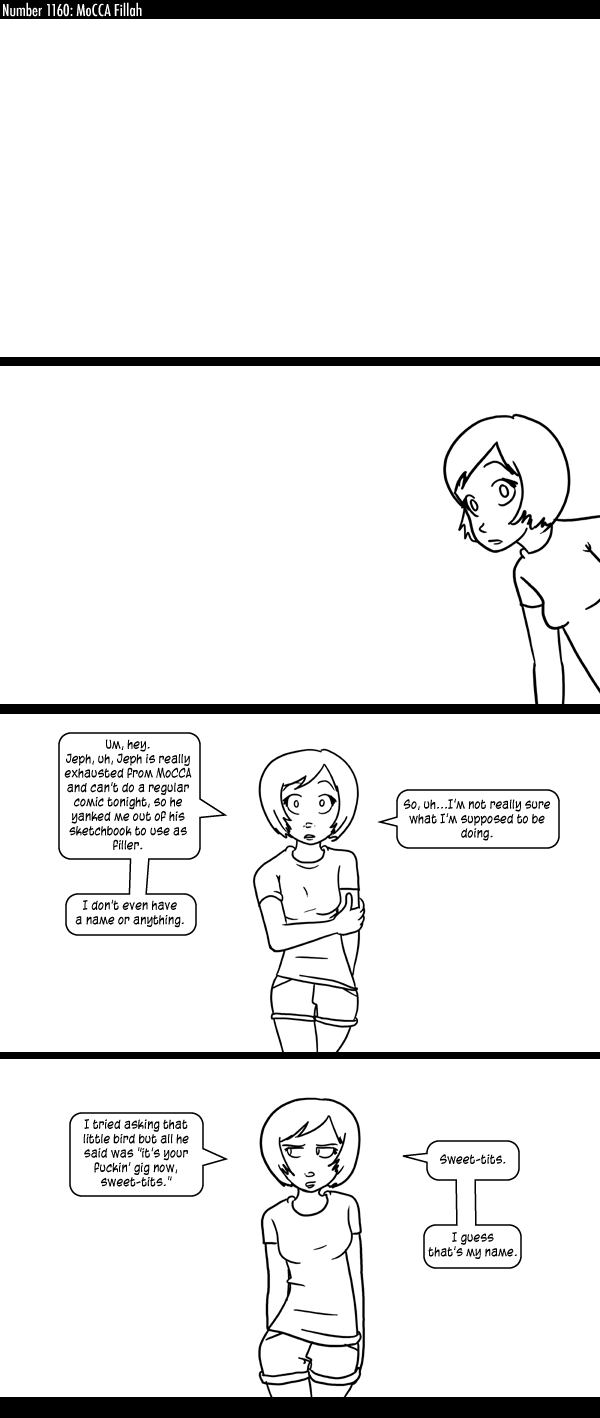 Number 1160: MoCCA Fillah
Um, hey.
Jeph, uh, Jeph is really
exhausted from MoCCA
and can't do a regular
comic tonight, so he
yanked me out of his
sketchbook to use as
filler.
I don't even have
a name or anything.
So, uh...I'm not really sure
what I'm supposed to be
doing.
I tried asking that
little bird but all he
said was "it's your
fuckin' gig now,
sweet-tits."
Sweet-tits.
I guess
that's my name.